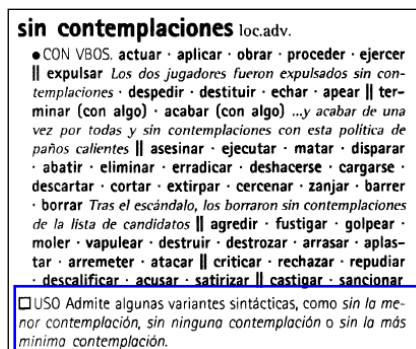 sin contemplaciones loc.adv.
● CON VBOS. actuar · aplicar · obrar · proceder · ejercer
|| expulsar Los dos jugadores fueron expulsados sin con-
templaciones · despedir · destituir · echar · apear || ter-
minar (con algo) · acabar (con algo) ...y acabar de una
vez por todas y sin contemplaciones con esta política de
paños calientes || asesinar · ejecutar · matar · disparar
· abatir · eliminar · erradicar · deshacerse · cargarse ·
descartar · cortar · extirpar · cercenar · zanjar · barrer
· borrar Tras el escándalo, los borraron sin contemplaciones
de la lista de candidatos || agredir · fustigar · golpear ·
moler · vapulear · destruir · destrozar · arrasar · aplas-
tar · arremeter · atacar || criticar · rechazar · repudiar
· descalificar · acusar · satirizar || castigar · sancionar
□ USO Admite algunas variantes sintácticas, como sin la me-
nor contemplación, sin ninguna contemplación o sin la más
mínima contemplación.